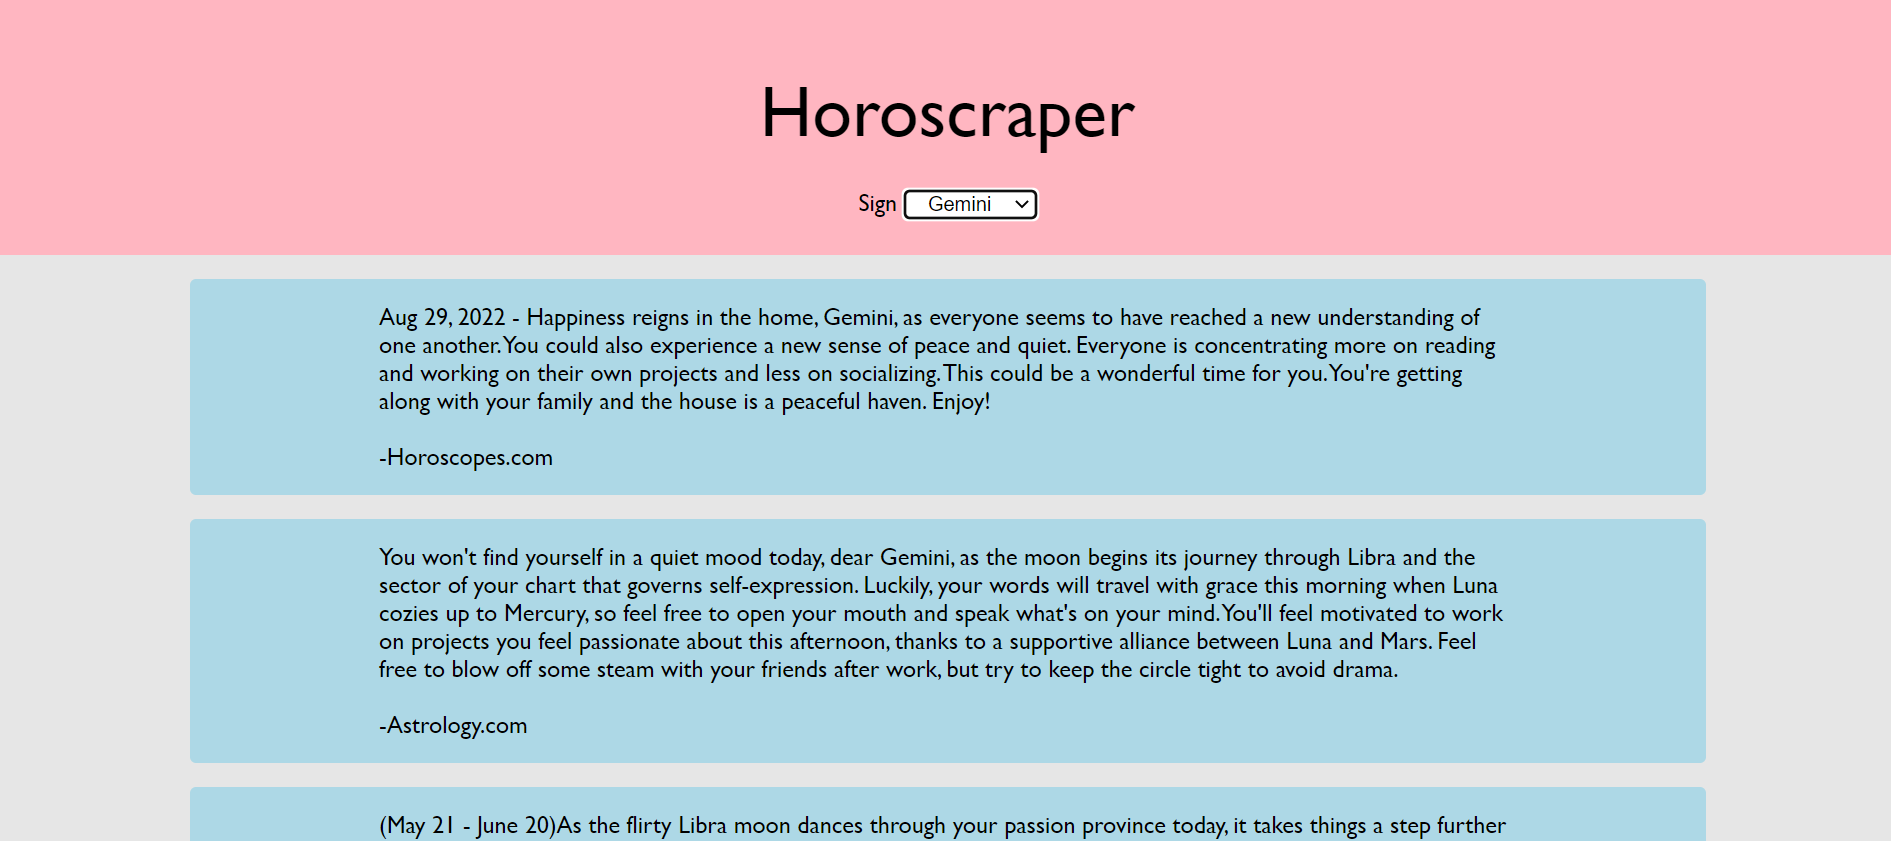 Horoscraper
Sign Gemini
Aug 29, 2022 - Happiness reigns in the home, Gemini, as everyone seems to have reached a new understanding of
one another. You could also experience a new sense of peace and quiet. Everyone is concentrating more on reading
and working on their own projects and less on socializing. This could be a wonderful time for you. You're getting
along with your family and the house is a peaceful haven. Enjoy!
-Horoscopes.com
You won't find yourself in a quiet mood today, dear Gemini, as the moon begins its journey through Libra and the
sector of your chart that governs self-expression. Luckily, your words will travel with grace this morning when Luna
cozies up to Mercury, so feel free to open your mouth and speak what's on your mind. You'll feel motivated to work
on projects you feel passionate about this afternoon, thanks to a supportive alliance between Luna and Mars. Feel
free to blow off some steam with your friends after work, but try to keep the circle tight to avoid drama.
-Astrology.com
(May 21 - June 20)As the flirty Libra moon dances through your passion province today, it takes things a step further